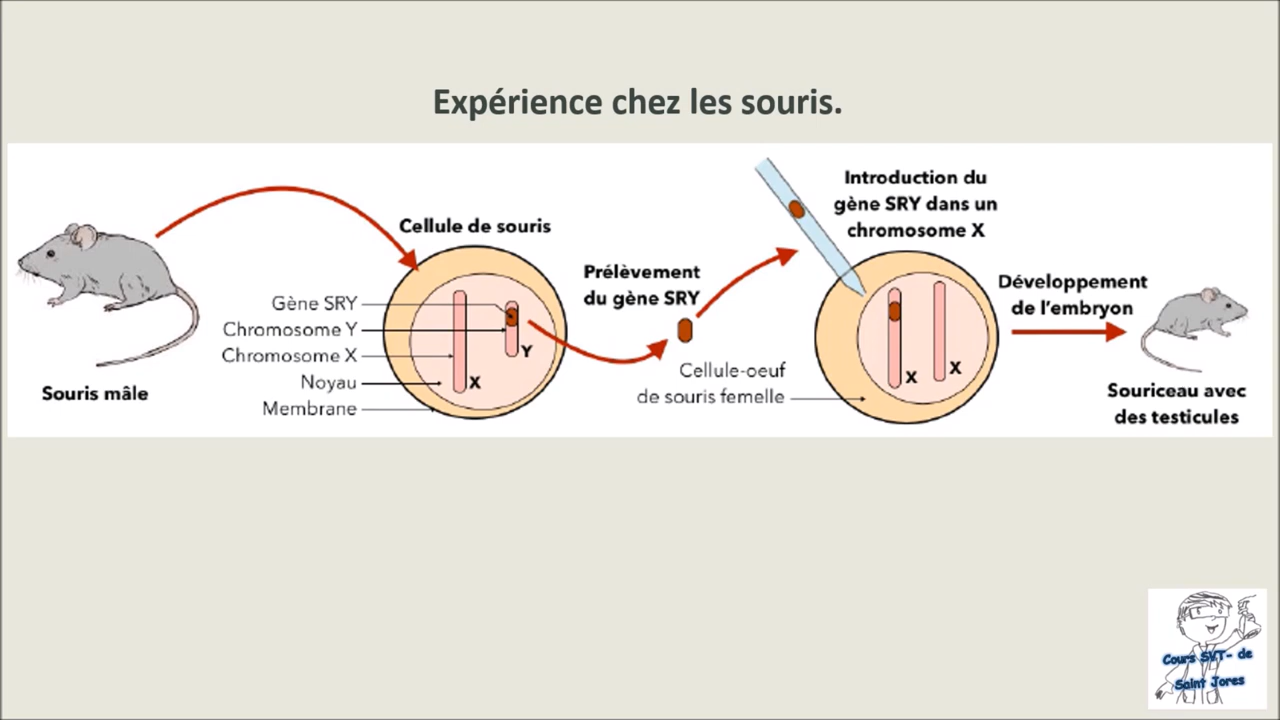 Expérience chez les souris.
Souris mâle
Cellule de souris
Gène SRY
Chromosome Y
Chromosome X
Noyau
Membrane
X
Y
Prélèvement
du gène SRY
Introduction du
gène SRY dans un
chromosome X
Cellule-oeuf
de souris femelle
X
X
Développement
de l'embryon
Souriceau avec
des testicules
Cours SVT- de
Saint Jores